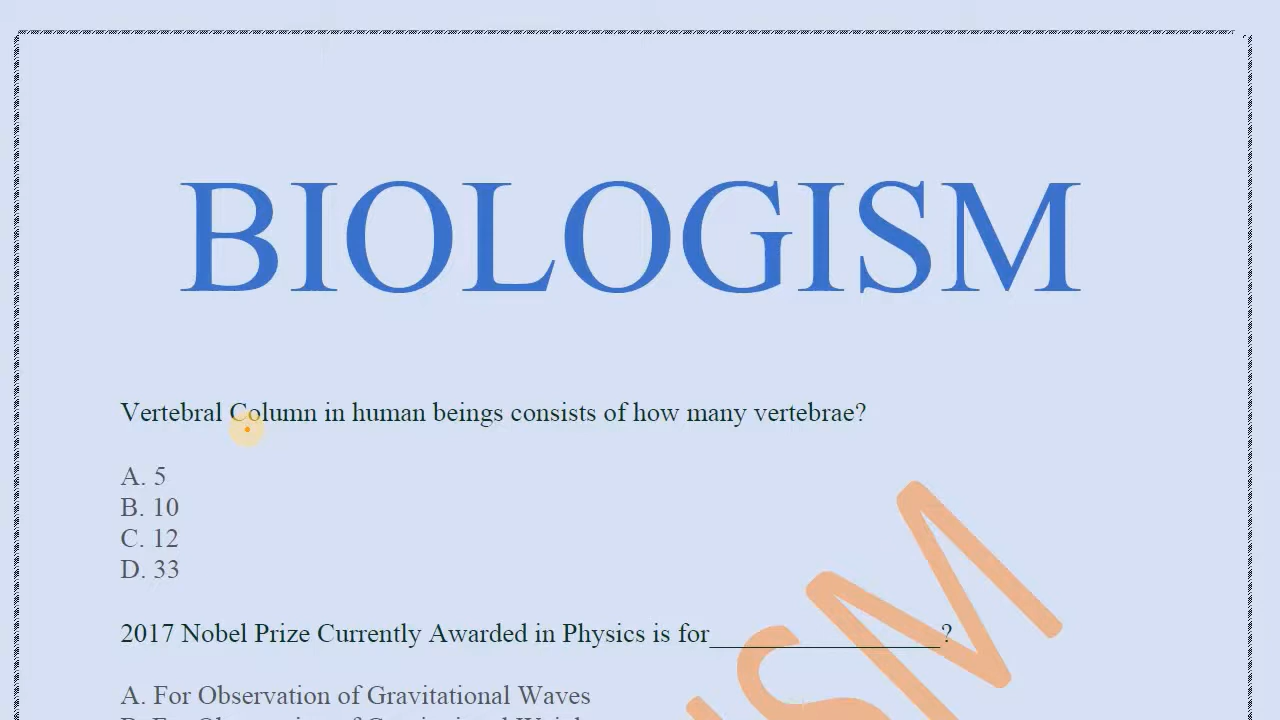 BIOLOGISM
Vertebral Column in human beings consists of how many vertebrae?
A. 5
B. 10
C. 12
D. 33
2017 Nobel Prize Currently Awarded in Physics is for_________________?
A. For Observation of Gravitational Waves